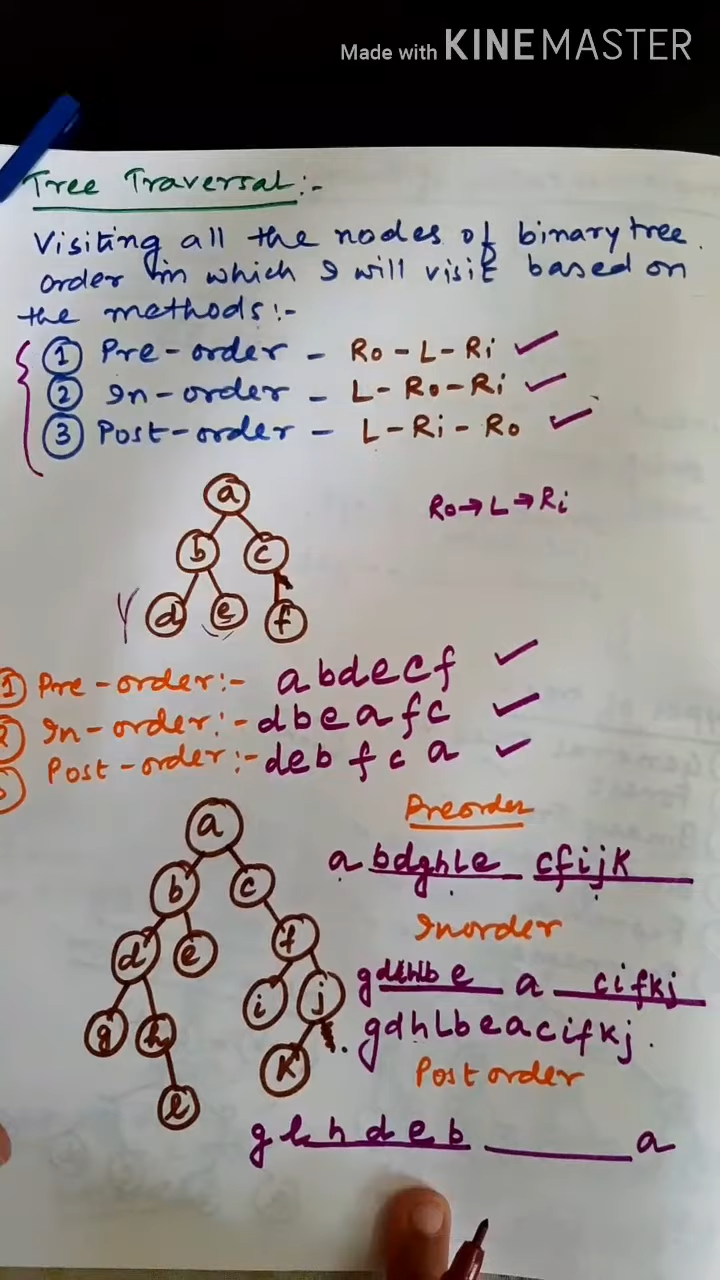 Made with KINEMASTER
Tree Traversal:-
Visiting all the nodes of binary tree.
order in which I will visit based on
the methods:-
① Pre-order - Ro-L-Ri
② In-order - L-Ro-Ri
③ Post-order - L-Ri-Ro
Ro→L→Ri
a
b c
d e f
① Pre-order:- abdecf
In-order:- dbeafc
Post-order:- debfca
Preorder
a bdghle cfijk
Inorder
a
b c
d e f
g h i j
k
l
e a cifkj
gdhlbeacifkj.
Post order
g l h d e b ______ a